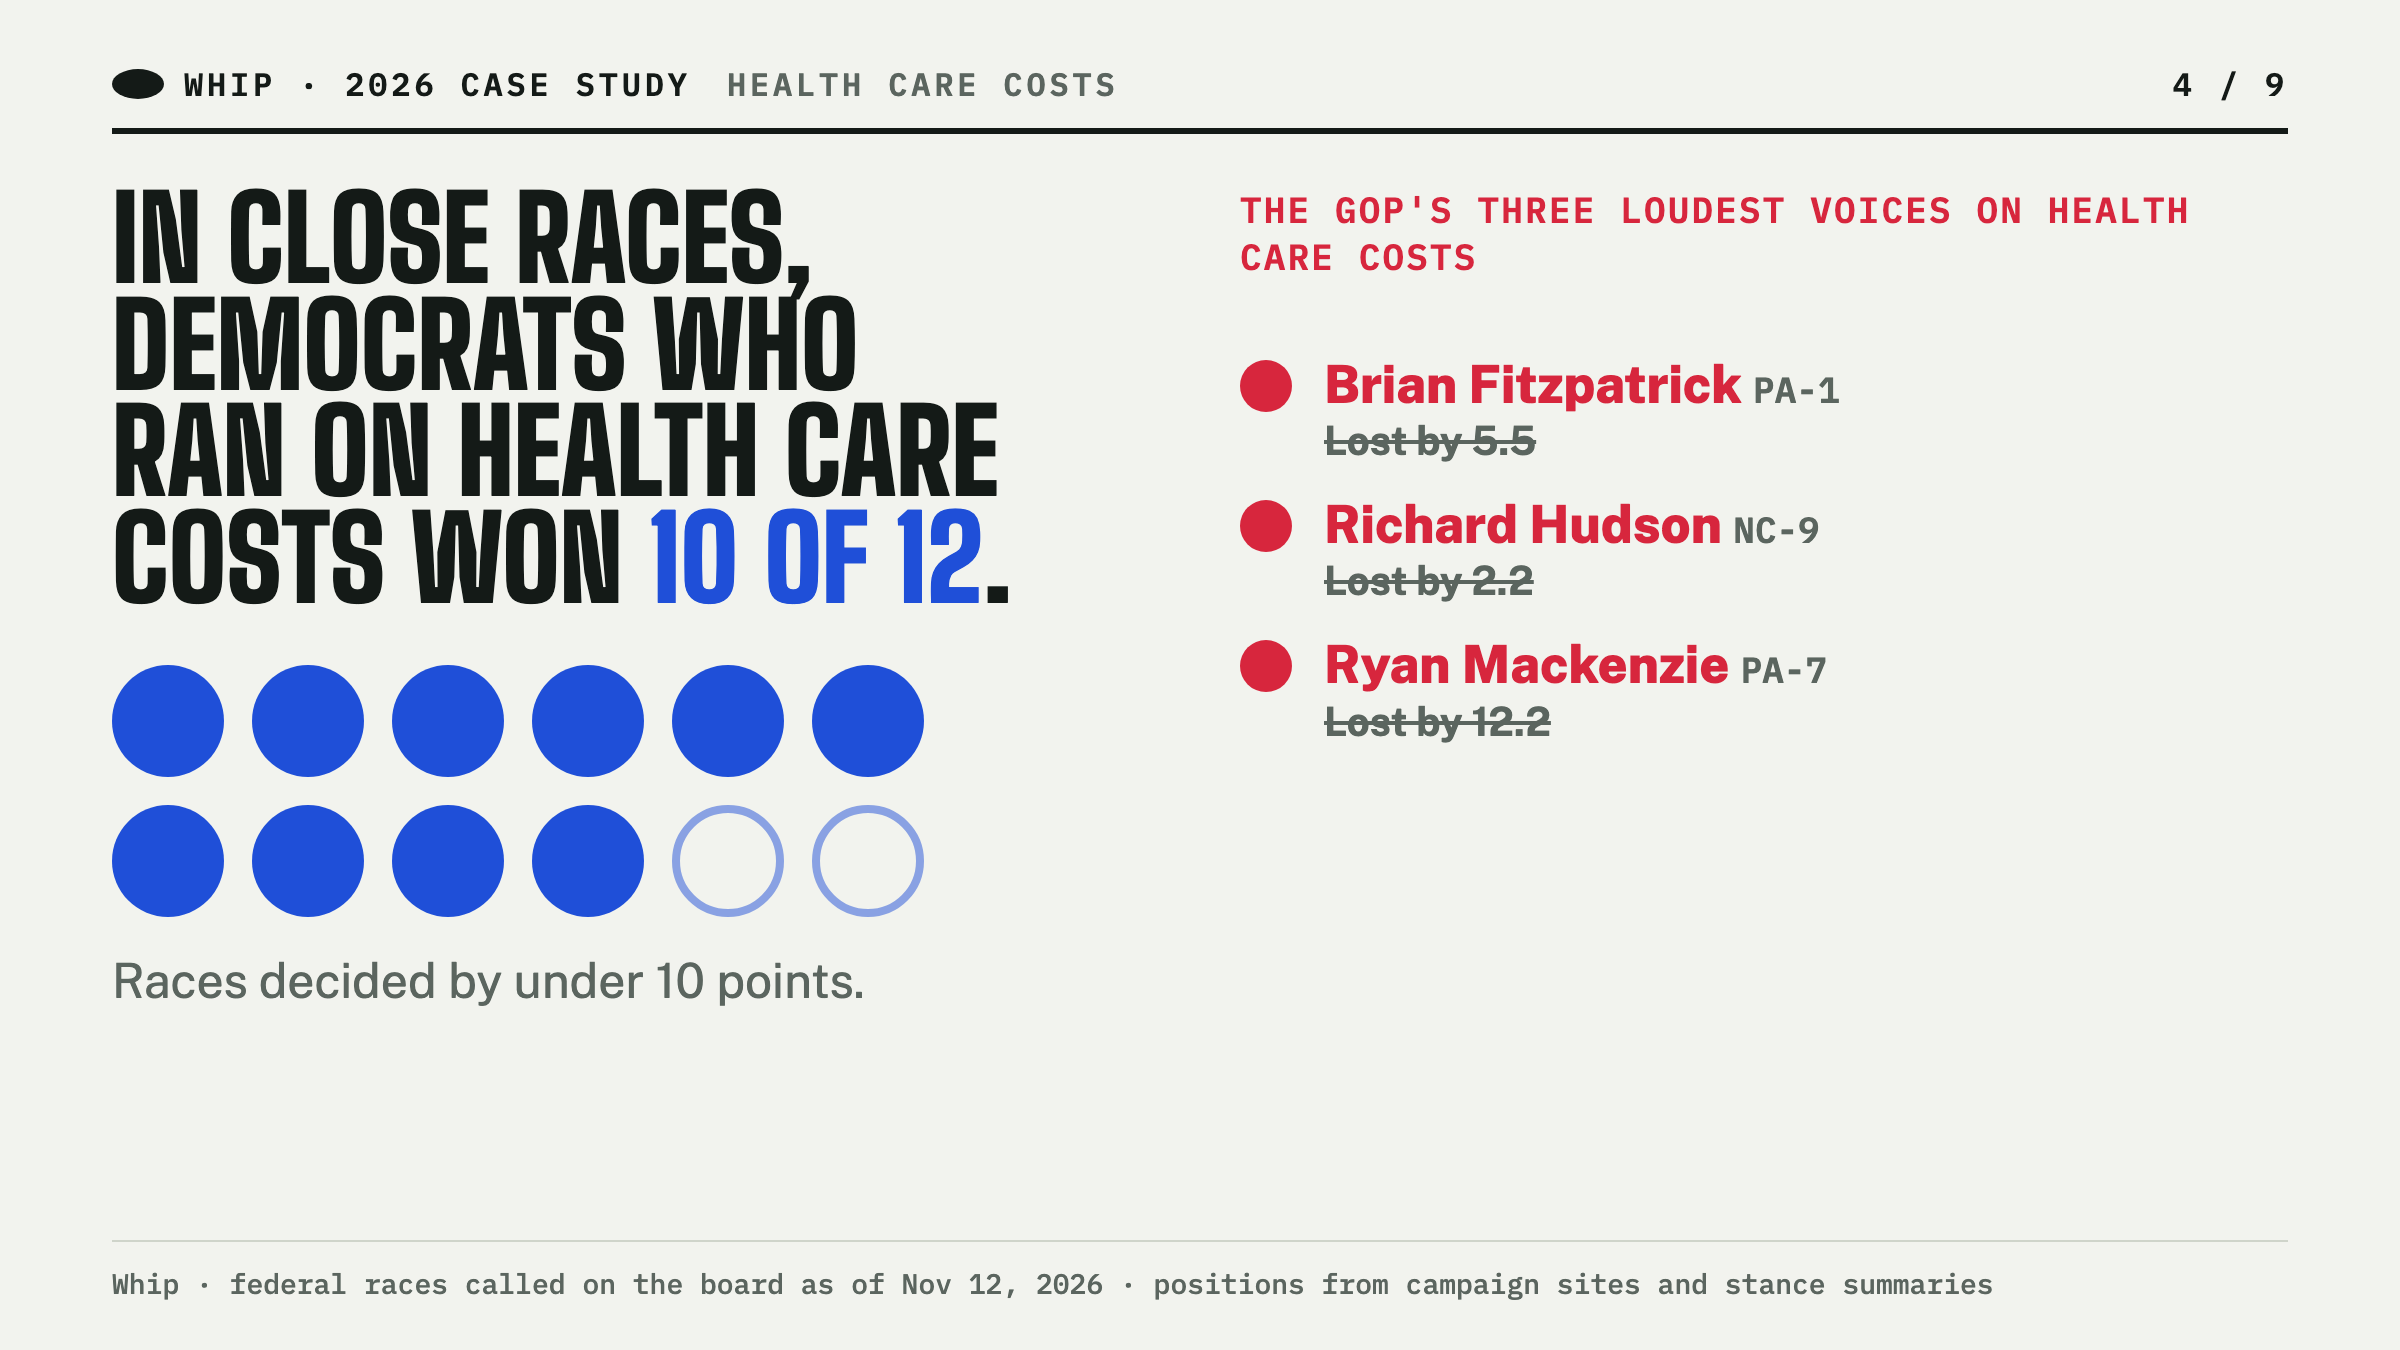 WHIP · 2026 CASE STUDY HEALTH CARE COSTS
4 / 9
IN CLOSE RACES,
DEMOCRATS WHO
RAN ON HEALTH CARE
COSTS WON 10 OF 12.
Races decided by under 10 points.
THE GOP'S THREE LOUDEST VOICES ON HEALTH
CARE COSTS
Brian Fitzpatrick PA-1
Lost by 5.5
Richard Hudson NC-9
Lost by 2.2
Ryan Mackenzie PA-7
Lost by 12.2
Whip · federal races called on the board as of Nov 12, 2026 · positions from campaign sites and stance summaries